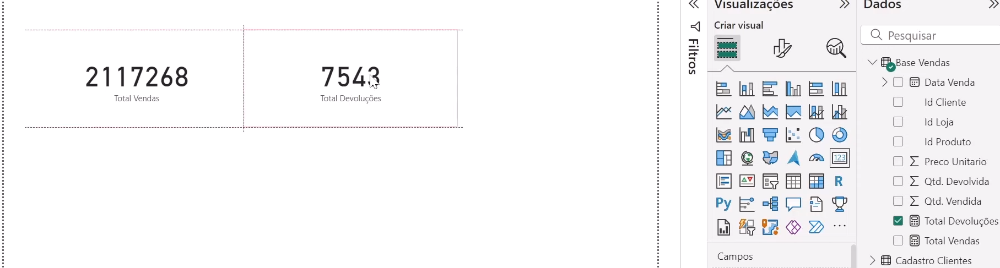 2117268
Total Vendas
7543
Total Devoluções
Filtros
Visualizações
Criar visual
123
R
Py
Campos
Dados
Pesquisar
Base Vendas
Data Venda
Id Cliente
Id Loja
Id Produto
Preco Unitario
Qtd. Devolvida
Qtd. Vendida
Total Devoluções
Total Vendas
Cadastro Clientes